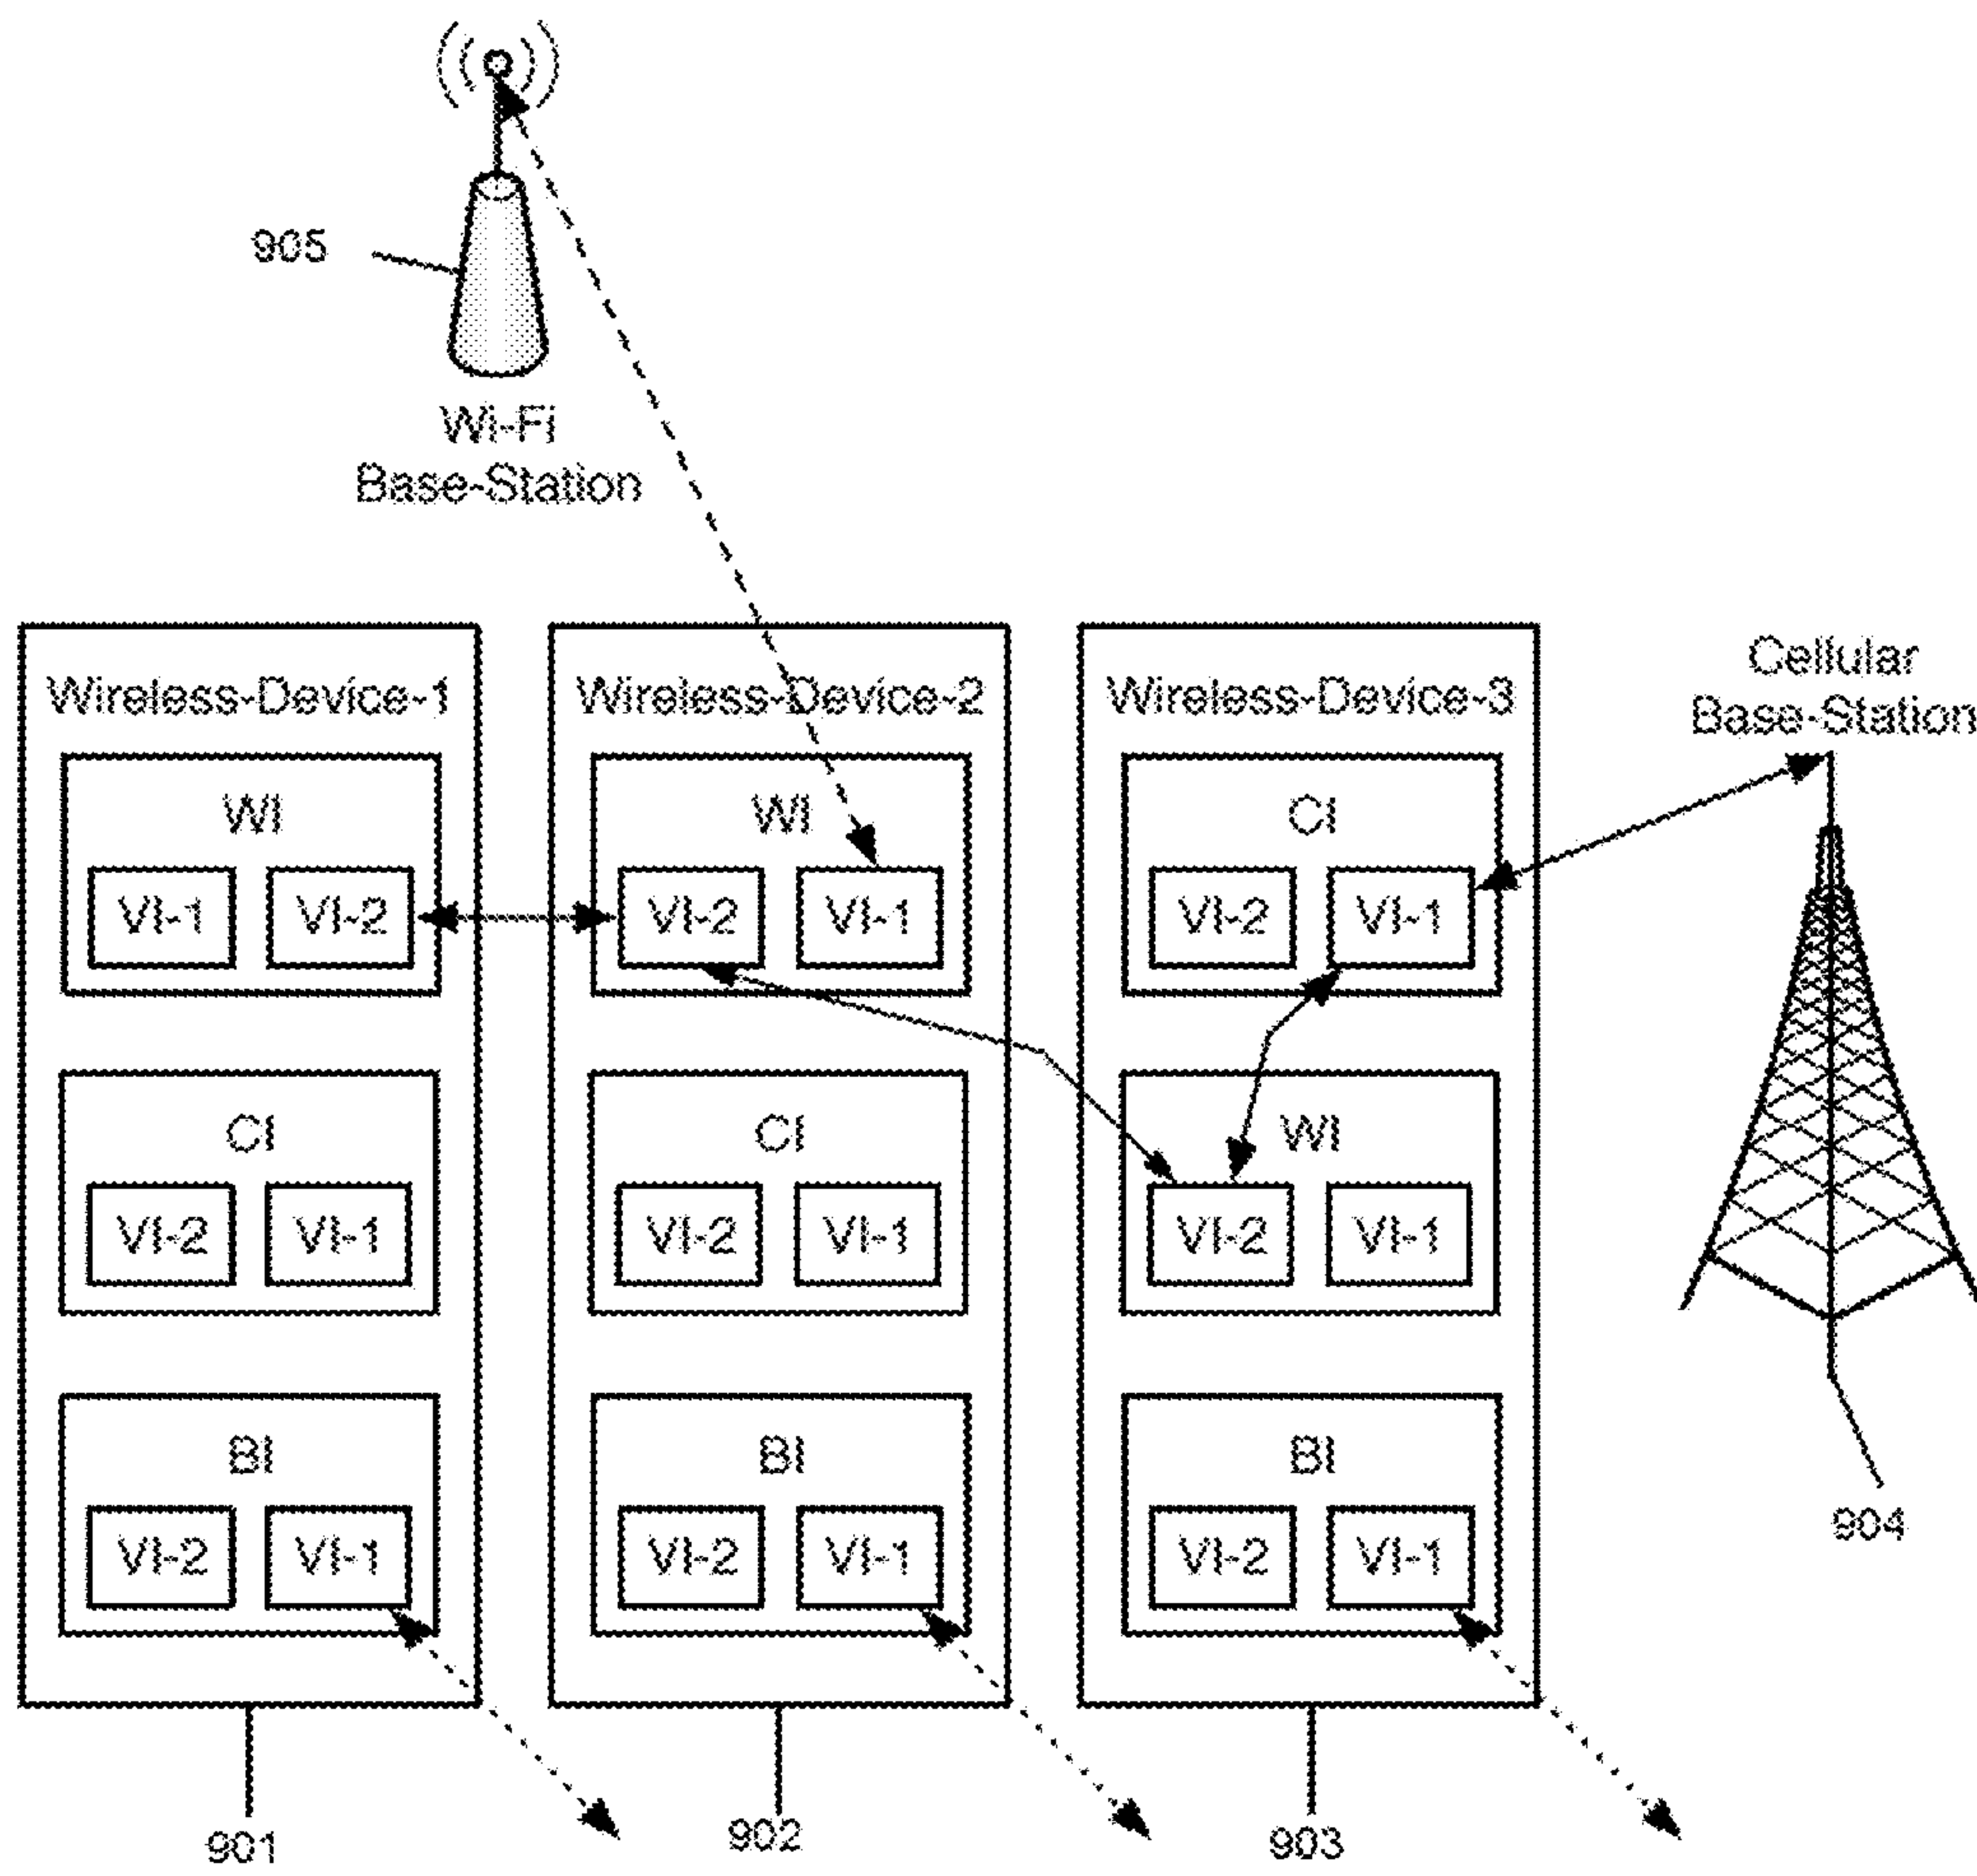 905
Wi-Fi
Base-Station
Wireless-Device-1
WI
VI-1 VI-2
CI
VI-2 VI-1
BI
VI-2 VI-1
901
Wireless-Device-2
WI
VI-2 VI-1
CI
VI-2 VI-1
BI
VI-2 VI-1
902
Wireless-Device-3
CI
VI-2 VI-1
WI
VI-2 VI-1
BI
VI-2 VI-1
903
Cellular
Base-Station
904